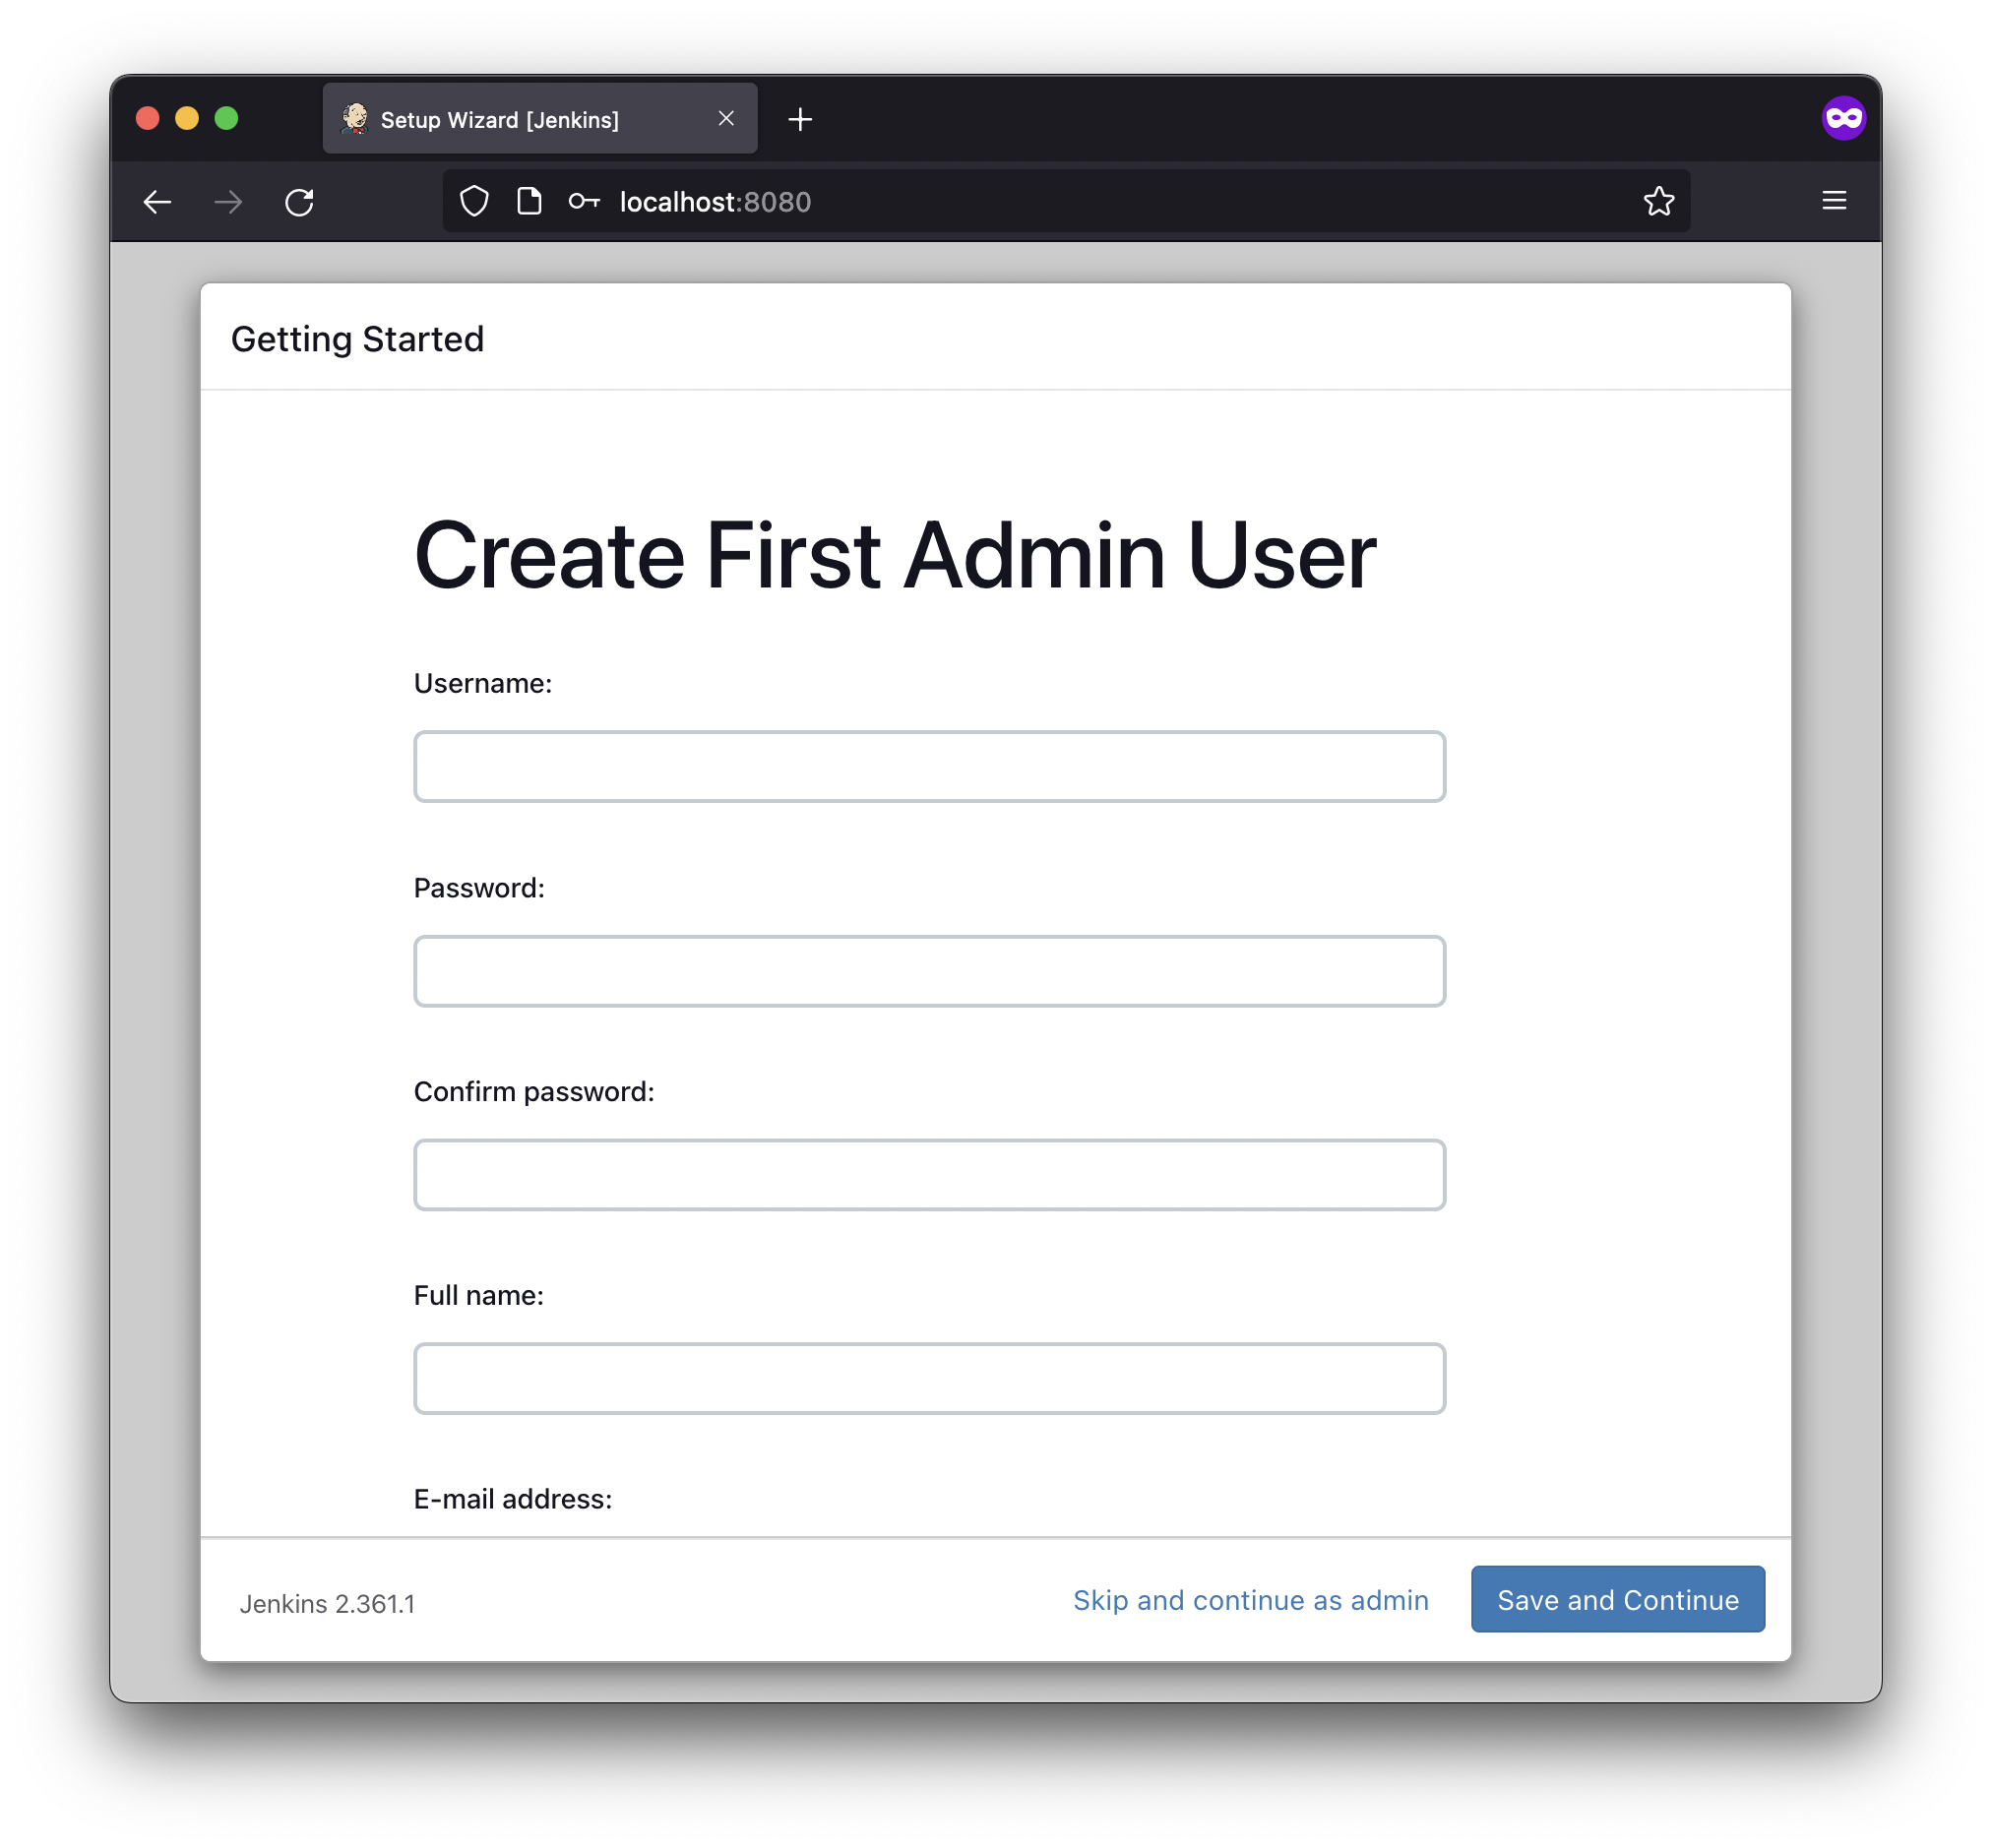 Setup Wizard [Jenkins]
localhost:8080
Getting Started
Create First Admin User
Username:
Password:
Confirm password:
Full name:
E-mail address:
Jenkins 2.361.1
Skip and continue as admin
Save and Continue